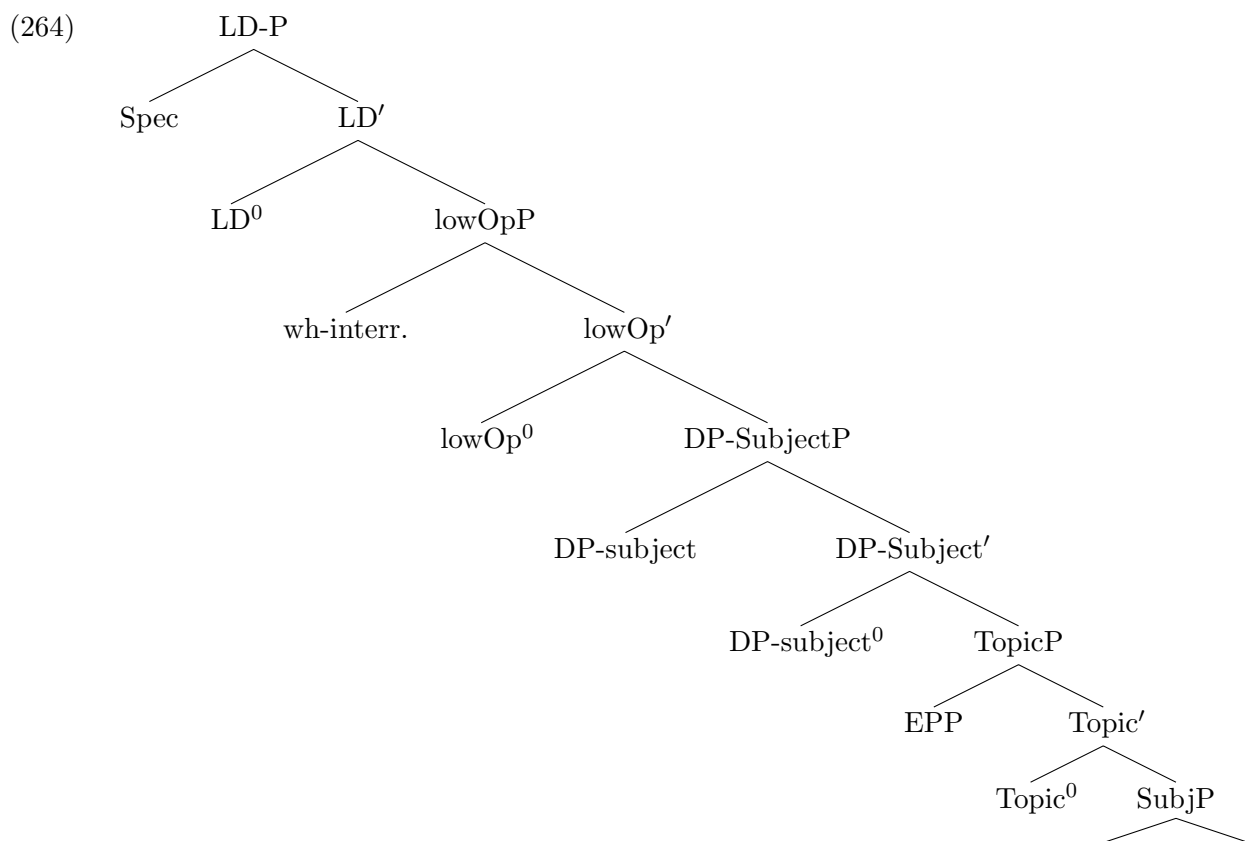 (264) LD-P
Spec LD′
LD⁰ lowOpP
wh-interr. lowOp′
lowOp⁰ DP-SubjectP
DP-subject DP-Subject′
DP-subject⁰ TopicP
EPP Topic′
Topic⁰ SubjP